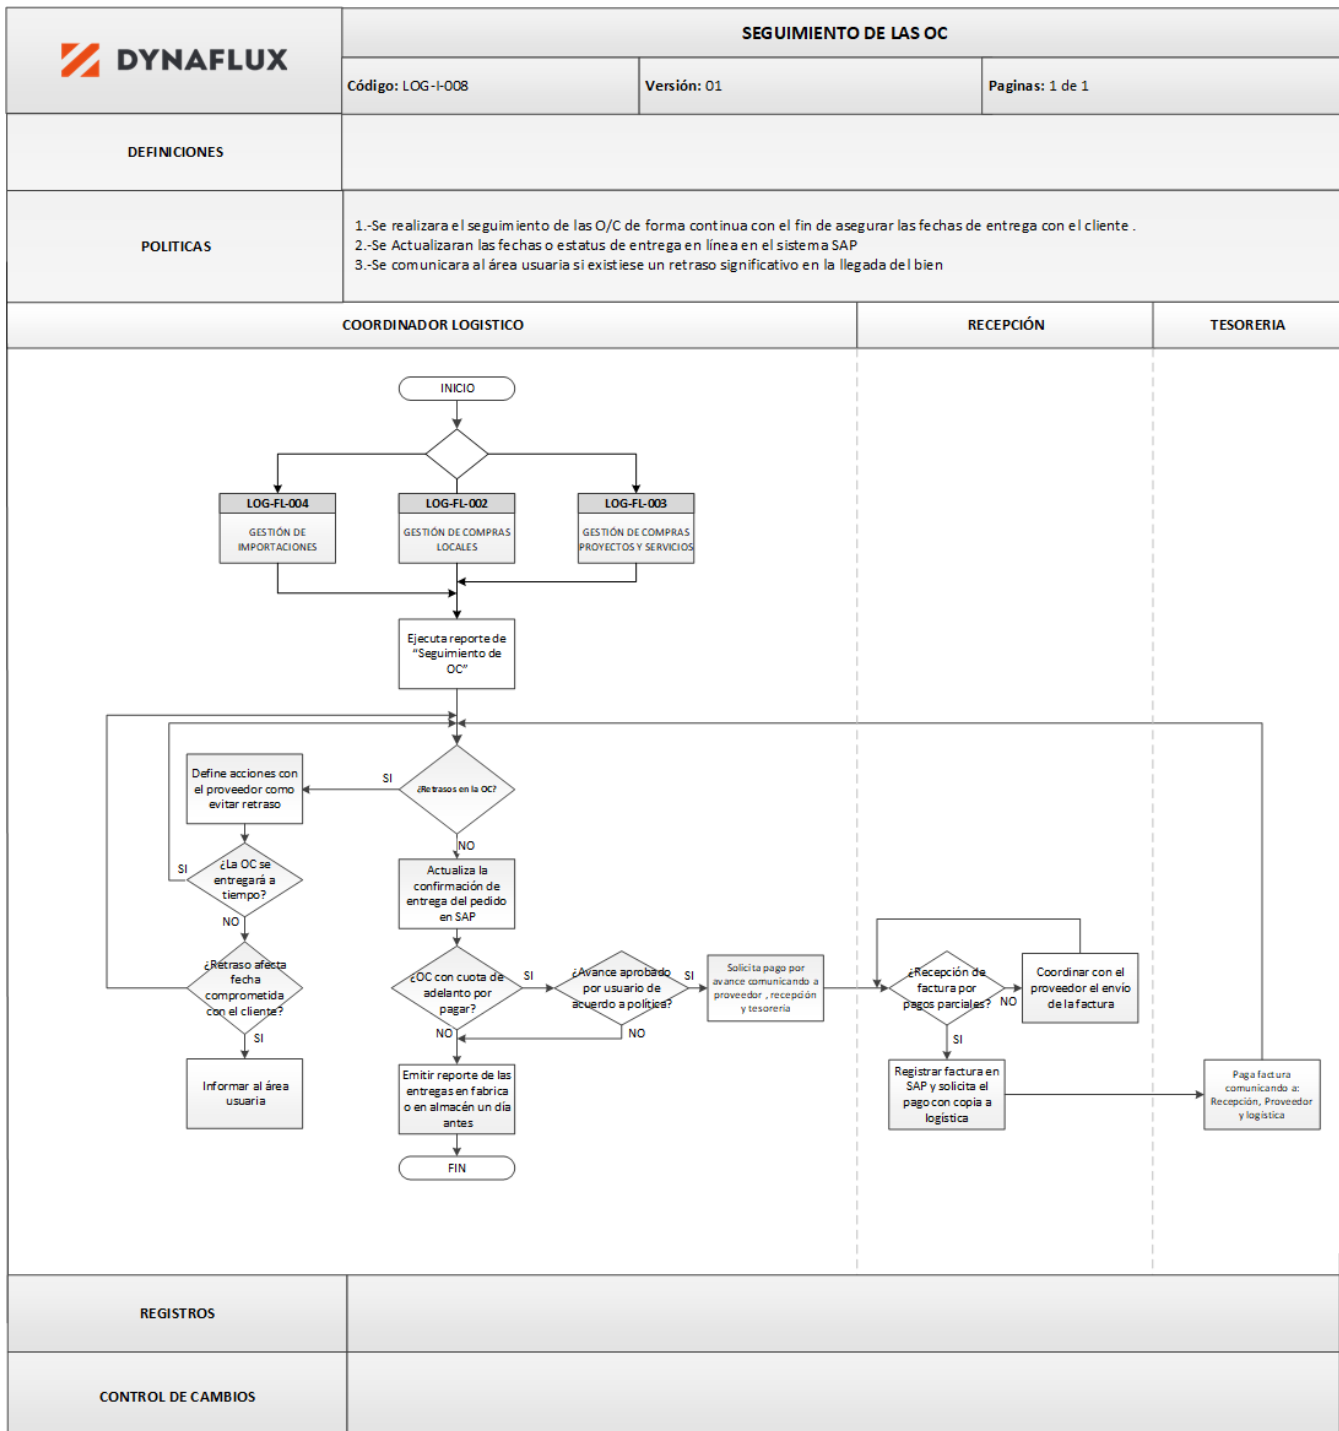 DYNAFLUX
SEGUIMIENTO DE LAS OC
Código: LOG-I-008
Versión: 01
Paginas: 1 de 1
DEFINICIONES
POLITICAS
1.-Se realizara el seguimiento de las O/C de forma continua con el fin de asegurar las fechas de entrega con el cliente .
2.-Se Actualizaran las fechas o estatus de entrega en línea en el sistema SAP
3.-Se comunicara al área usuaria si existiese un retraso significativo en la llegada del bien
COORDINADOR LOGISTICO
RECEPCIÓN
TESORERIA
INICIO
LOG-FL-004
GESTIÓN DE
IMPORTACIONES
LOG-FL-002
GESTIÓN DE COMPRAS
LOCALES
LOG-FL-003
GESTIÓN DE COMPRAS
PROYECTOS Y SERVICIOS
Ejecuta reporte de
“Seguimiento de
OC”
¿Retrasos en la OC?
SI
NO
Define acciones con
el proveedor como
evitar retraso
¿La OC se
entregará a
tiempo?
SI
NO
¿Retraso afecta
fecha
comprometida
con el cliente?
SI
Informar al área
usuaria
Actualiza la
confirmación de
entrega del pedido
en SAP
¿OC con cuota de
adelanto por
pagar?
SI
NO
¿Avance aprobado
por usuario de
acuerdo a política?
SI
NO
Solicita pago por
avance comunicando a
proveedor , recepción
y tesorería
Emitir reporte de las
entregas en fabrica
o en almacén un día
antes
FIN
¿Recepción de
factura por
pagos parciales?
NO
SI
Coordinar con el
proveedor el envío
de la factura
Registrar factura en
SAP y solicita el
pago con copia a
logística
Paga factura
comunicando a:
Recepción, Proveedor
y logística
REGISTROS
CONTROL DE CAMBIOS